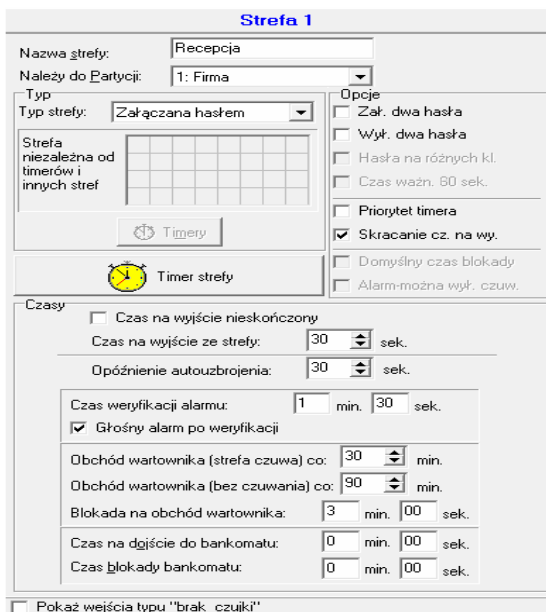 Strefa 1
Nazwa strefy: Recepcja
Należy do Partycji: 1: Firma
Typ
Typ strefy: Załączana hasłem
Strefa
niezależna od
timerów i
innych stref
Timery
Timer strefy
Opcje
Zał. dwa hasła
Wył. dwa hasła
Hasła na różnych kl.
Czas ważn. 60 sek.
Priorytet timera
Skracanie cz. na wy.
Domyślny czas blokady
Alarm-można wył. czuw.
Czasy
Czas na wyjście nieskończony
Czas na wyjście ze strefy: 30 sek.
Opóźnienie autouzbrojenia: 30 sek.
Czas weryfikacji alarmu: 1 min. 30 sek.
Głośny alarm po weryfikacji
Obchód wartownika (strefa czuwa) co: 30 min.
Obchód wartownika (bez czuwania) co: 90 min.
Blokada na obchód wartownika: 3 min. 00 sek.
Czas na dojście do bankomatu: 0 min. 00 sek.
Czas blokady bankomatu: 0 min. 00 sek.
Pokaż wejścia typu "brak czujki"